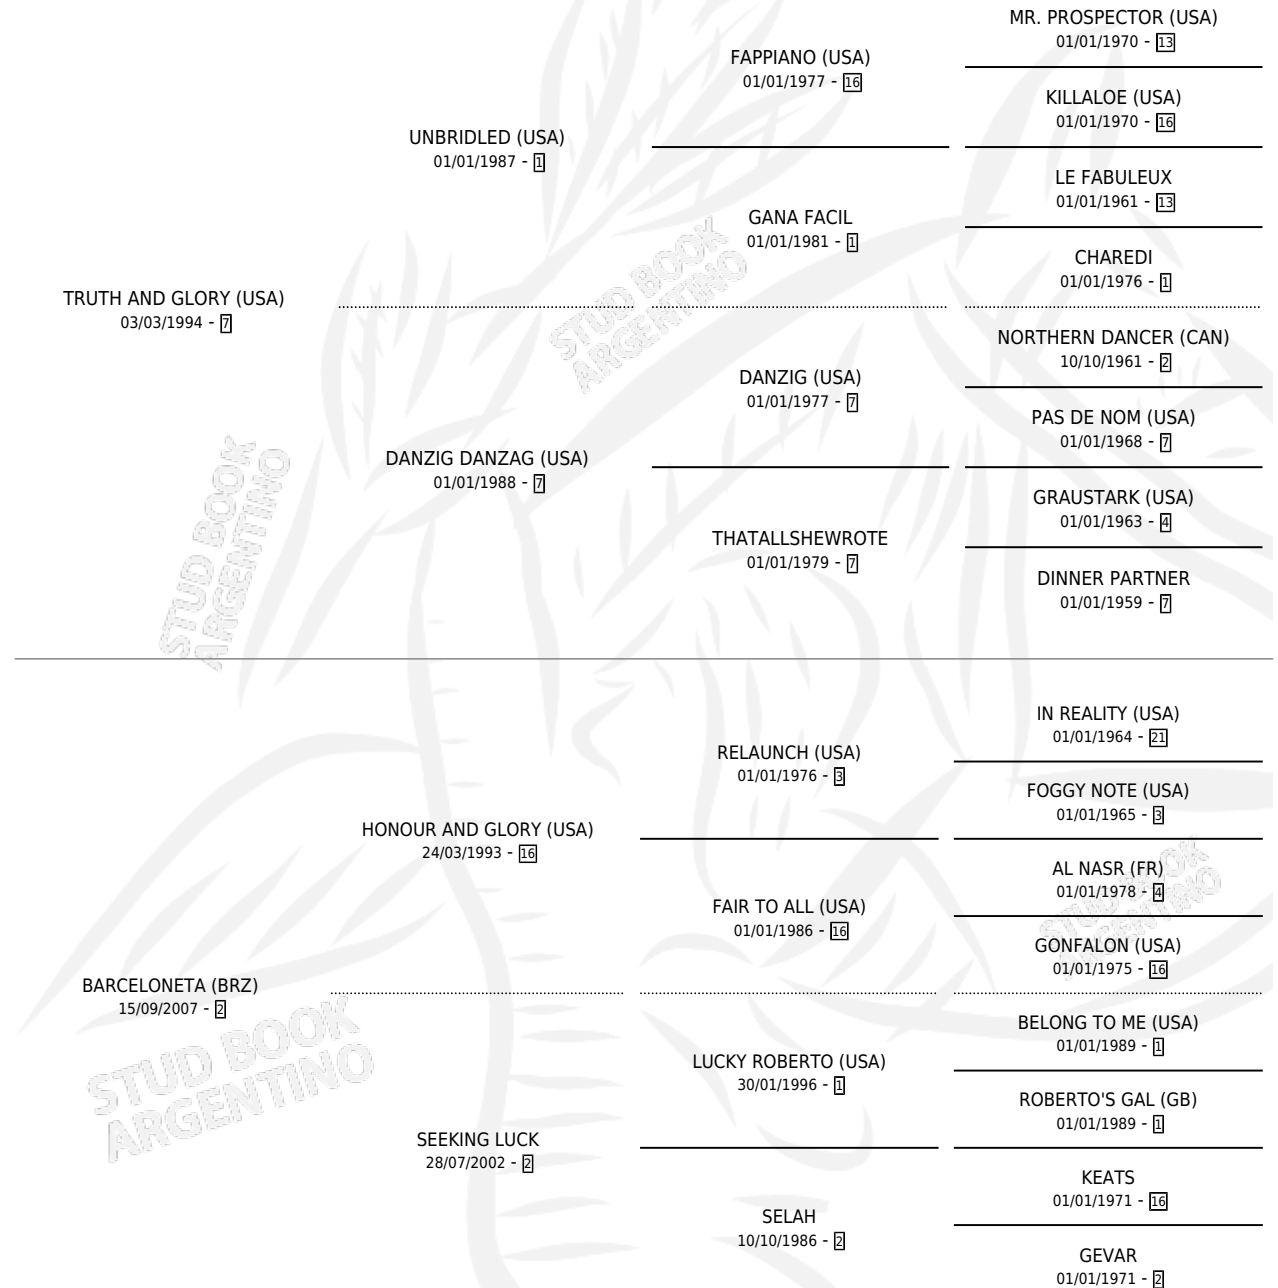 MR. PROSPECTOR (USA)
01/01/1970 - 13
FAPPIANO (USA)
01/01/1977 - 16
KILLALOE (USA)
01/01/1970 - 16
UNBRIDLED (USA)
01/01/1987 - 1
LE FABULEUX
01/01/1961 - 13
GANA FACIL
01/01/1981 - 1
CHAREDI
01/01/1976 - 1
TRUTH AND GLORY (USA)
03/03/1994 - 7
STUD BOOK
ARGENTINO
NORTHERN DANCER (CAN)
10/10/1961 - 2
DANZIG (USA)
01/01/1977 - 7
PAS DE NOM (USA)
01/01/1968 - 7
DANZIG DANZAG (USA)
01/01/1988 - 7
GRAUSTARK (USA)
01/01/1963 - 4
THATALLSHEWROTE
01/01/1979 - 7
DINNER PARTNER
01/01/1959 - 7
STUD BOOK
ARGENTINO
IN REALITY (USA)
01/01/1964 - 21
RELAUNCH (USA)
01/01/1976 - 3
FOGGY NOTE (USA)
01/01/1965 - 3
HONOUR AND GLORY (USA)
24/03/1993 - 16
AL NASR (FR)
01/01/1978 - 4
FAIR TO ALL (USA)
01/01/1986 - 16
GONFALON (USA)
01/01/1975 - 16
STUD BOOK
ARGENTINO
BARCELONETA (BRZ)
15/09/2007 - 2
BELONG TO ME (USA)
01/01/1989 - 1
LUCKY ROBERTO (USA)
30/01/1996 - 1
ROBERTO'S GAL (GB)
01/01/1989 - 1
STUD BOOK
ARGENTINO
SEEKING LUCK
28/07/2002 - 2
KEATS
01/01/1971 - 16
SELAH
10/10/1986 - 2
GEVAR
01/01/1971 - 2